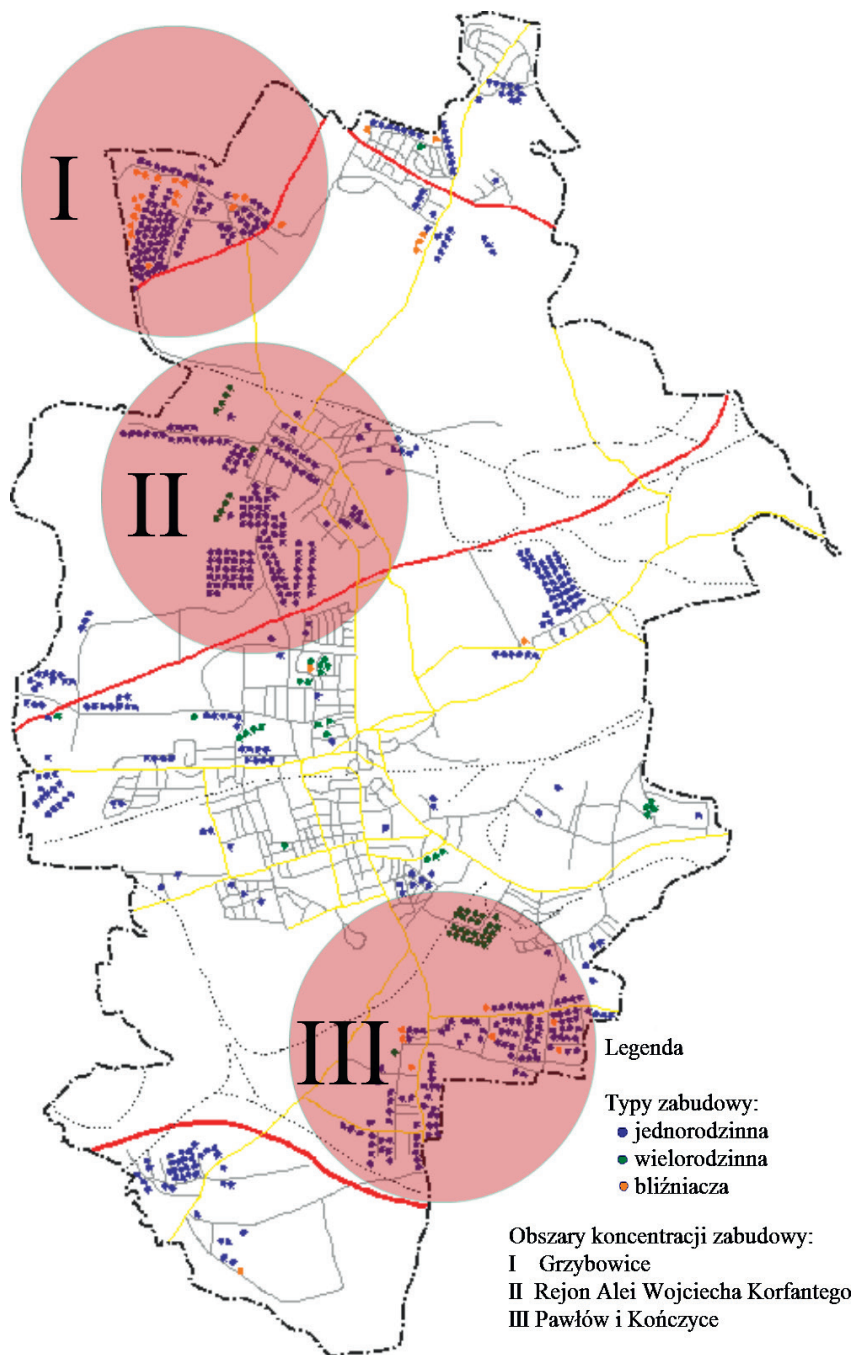 I
II
III
Legenda
Typy zabudowy:
jednorodzinna
wielorodzinna
bliźniacza
Obszary koncentracji zabudowy:
I Grzybowice
II Rejon Alei Wojciecha Korfantego
III Pawłów i Kończyce